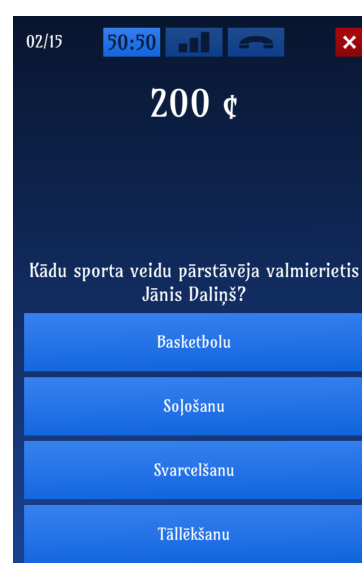 02/15
50:50
200 ¢
Kādu sporta veidu pārstāvēja valmierietis
Jānis Daliņš?
Basketbolu
Soļošanu
Svarcelšanu
Tāllēkšanu